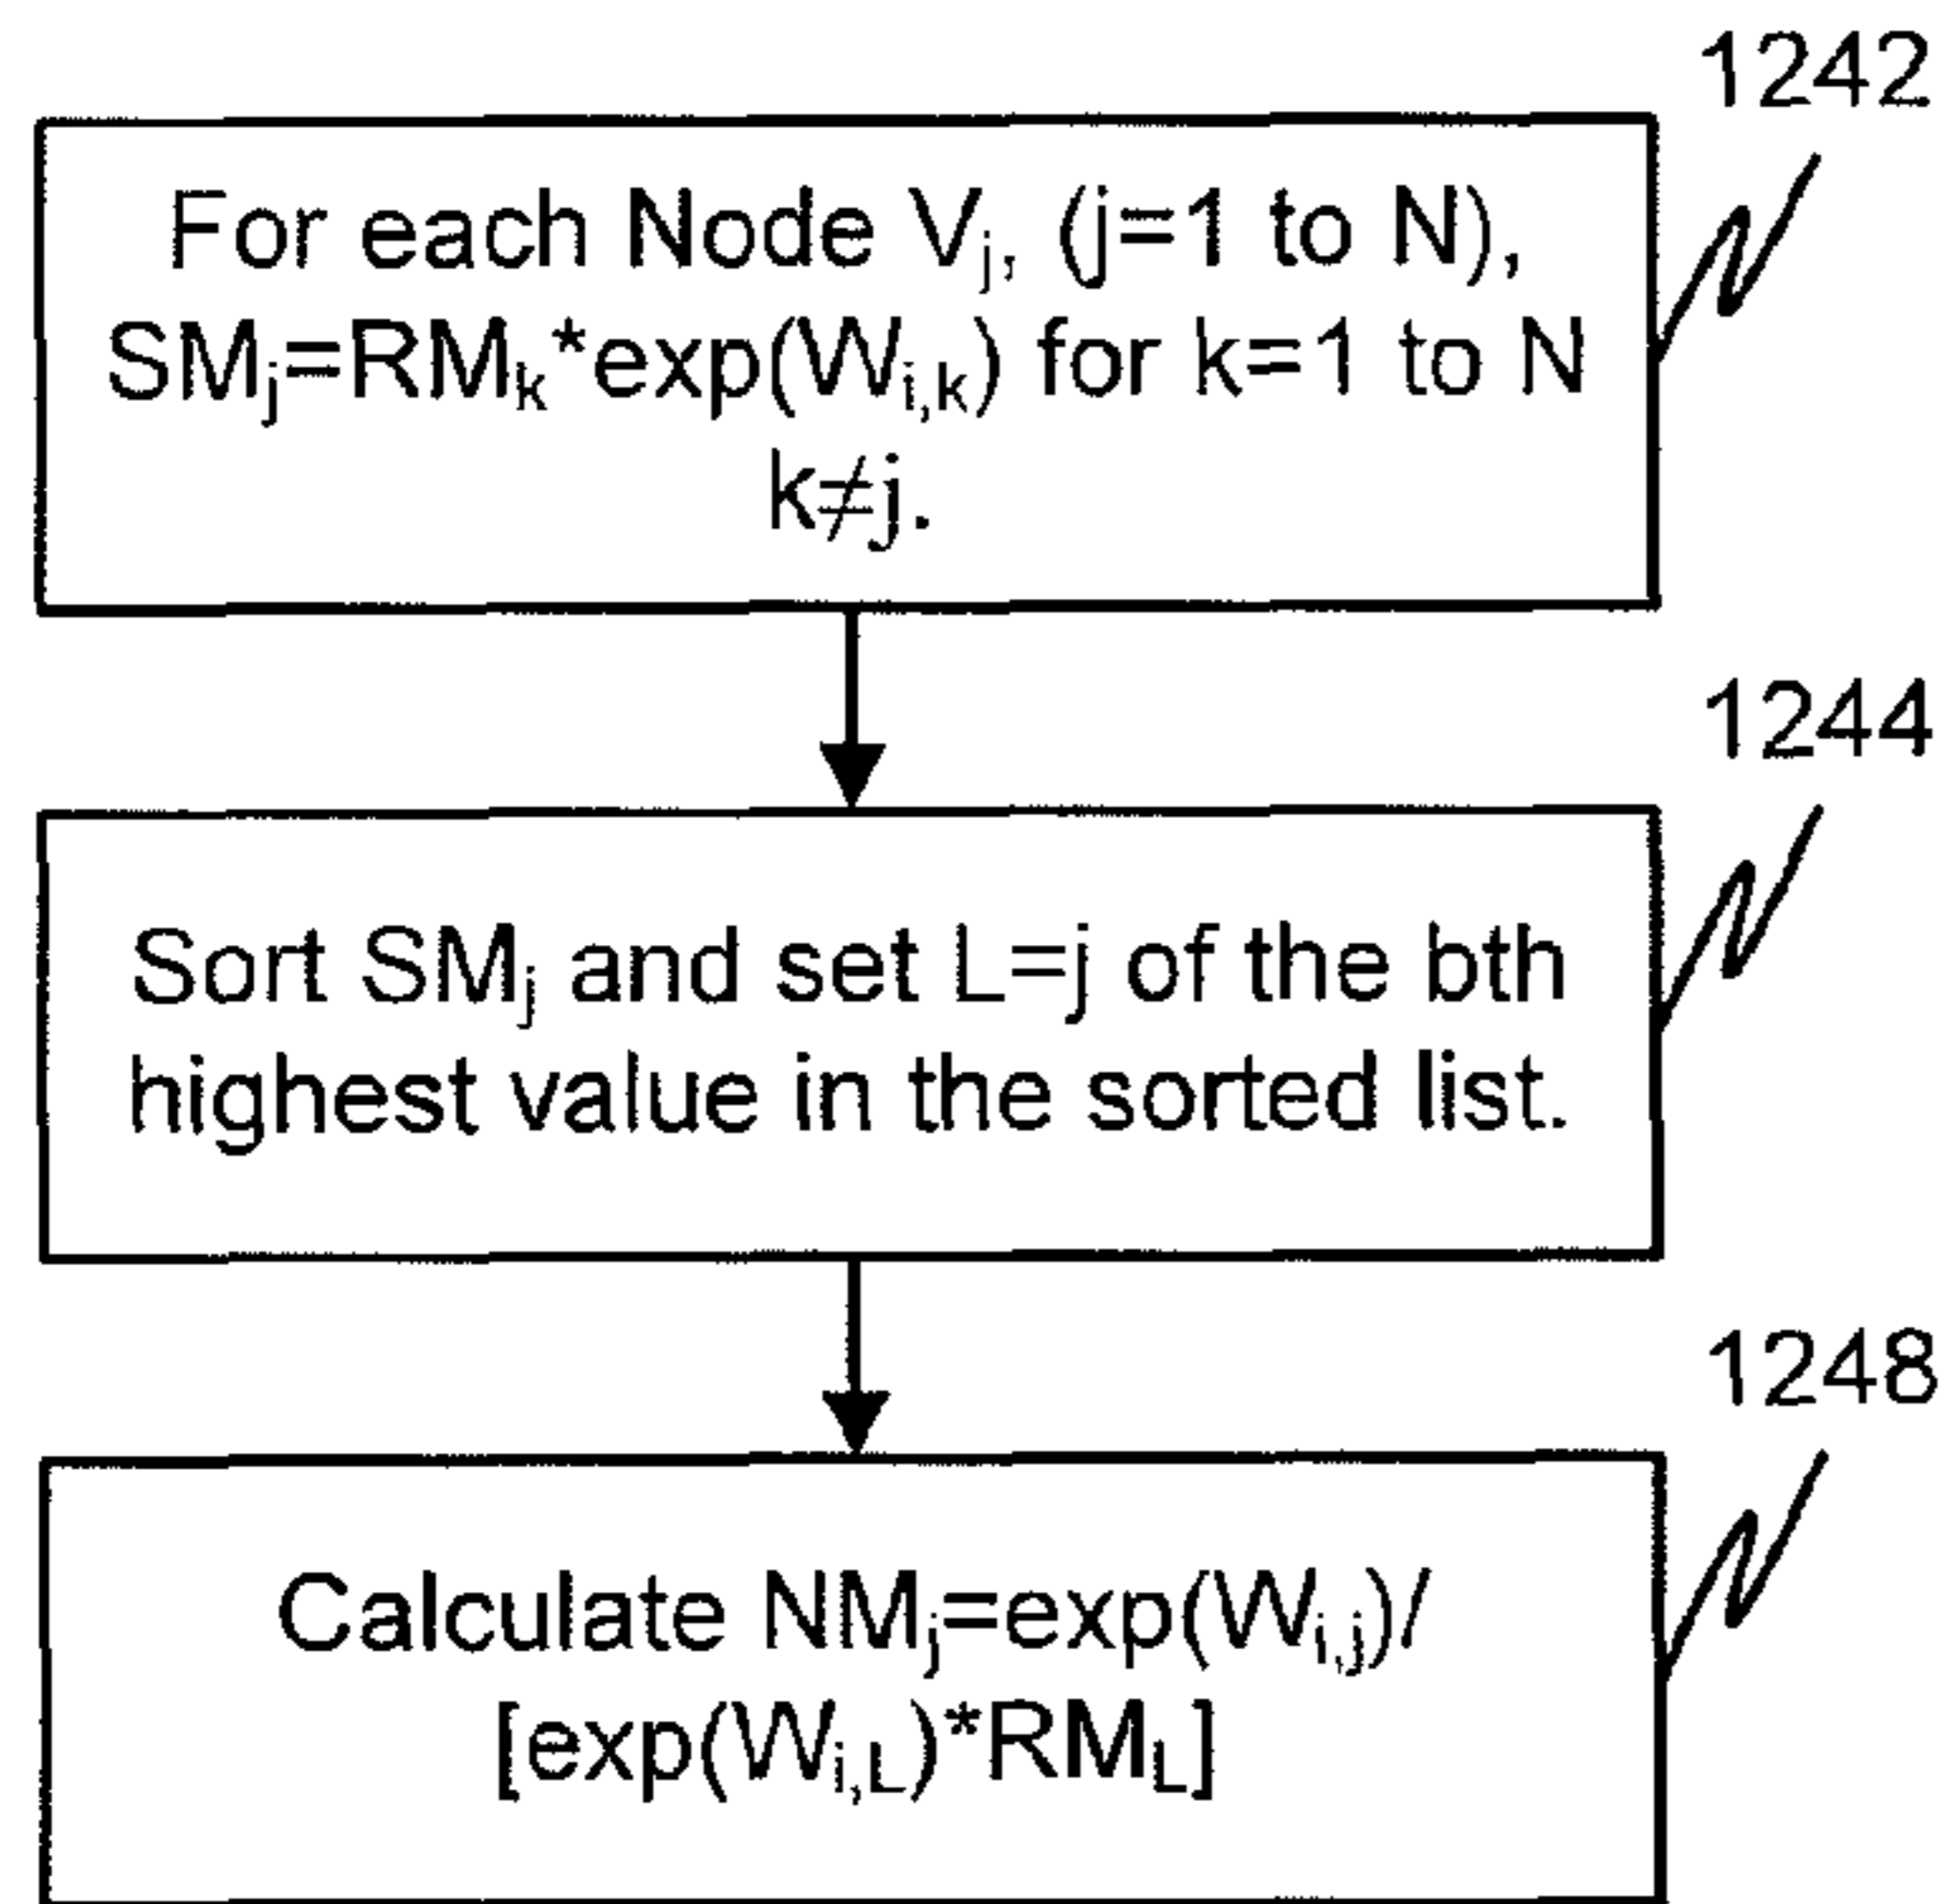 1242
For each Node Vj, (j=1 to N),
SMj=RMk*exp(Wi,k) for k=1 to N
k≠j.
1244
Sort SMj and set L=j of the bth
highest value in the sorted list.
1248
Calculate NMj=exp(Wi,j)/
[exp(Wi,L)*RML]